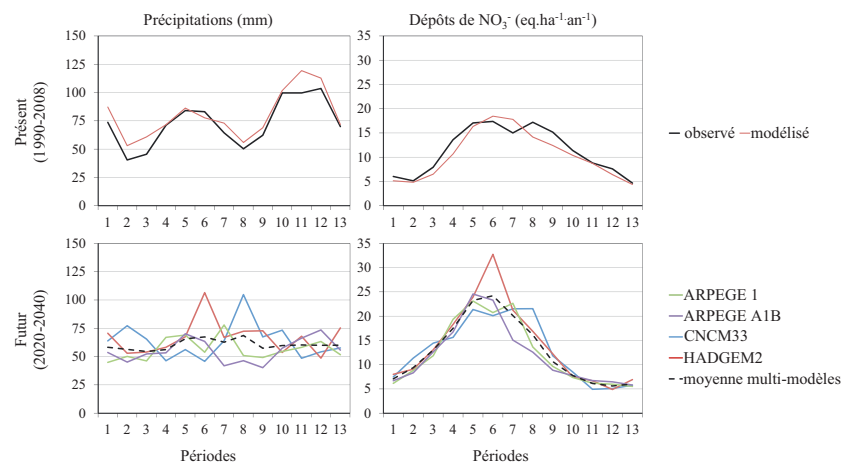 Précipitations (mm)
Dépôts de NO₃⁻ (eq.ha⁻¹.an⁻¹)
Présent
(1990-2008)
150
125
100
75
50
25
0
1 2 3 4 5 6 7 8 9 10 11 12 13
35
30
25
20
15
10
5
0
1 2 3 4 5 6 7 8 9 10 11 12 13
observé
modélisé
Futur
(2020-2040)
150
125
100
75
50
25
0
1 2 3 4 5 6 7 8 9 10 11 12 13
Périodes
35
30
25
20
15
10
5
0
1 2 3 4 5 6 7 8 9 10 11 12 13
Périodes
ARPEGE 1
ARPEGE A1B
CNCM33
HADGEM2
moyenne multi-modèles